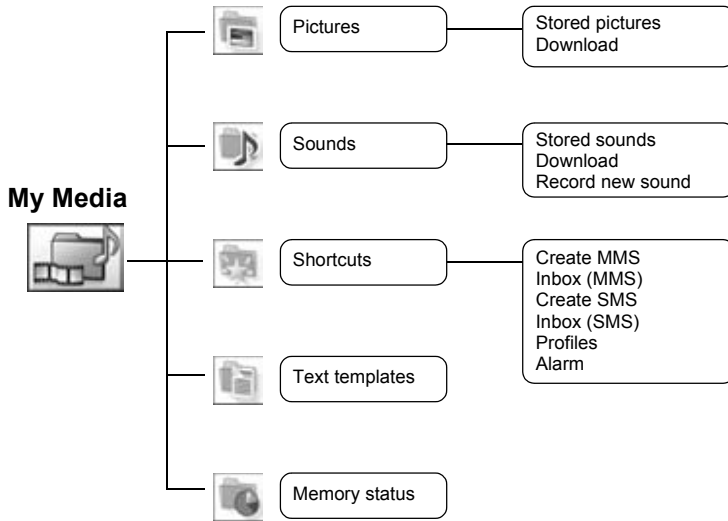 My Media
Pictures
Stored pictures
Download
Sounds
Stored sounds
Download
Record new sound
Shortcuts
Create MMS
Inbox (MMS)
Create SMS
Inbox (SMS)
Profiles
Alarm
Text templates
Memory status